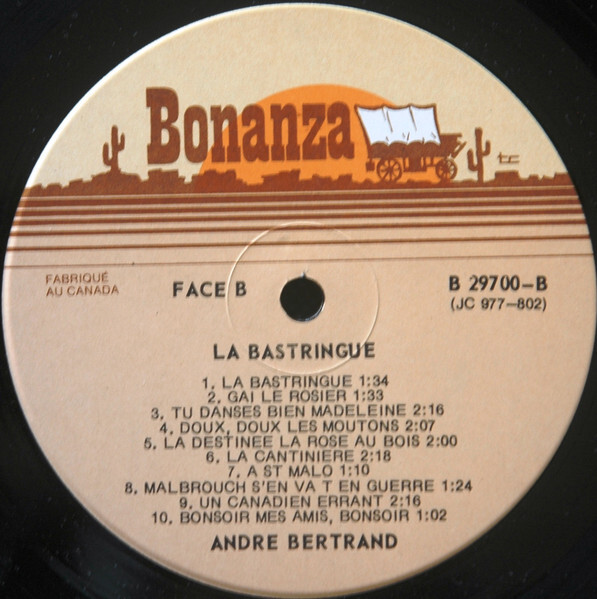 Bonanza
FABRIQUÉ
AU CANADA
FACE B
B 29700-B
(JC 977-802)
LA BASTRINGUE
1. LA BASTRINGUE 1:34
2. GAI LE ROSIER 1:33
3. TU DANSES BIEN MADELEINE 2:16
4. DOUX, DOUX LES MOUTONS 2:07
5. LA DESTINEE LA ROSE AU BOIS 2:00
6. LA CANTINIERE 2:18
7. A ST MALO 1:10
8. MALBROUCH S'EN VA T EN GUERRE 1:24
9. UN CANADIEN ERRANT 2:16
10. BONSOIR MES AMIS, BONSOIR 1:02
ANDRE BERTRAND